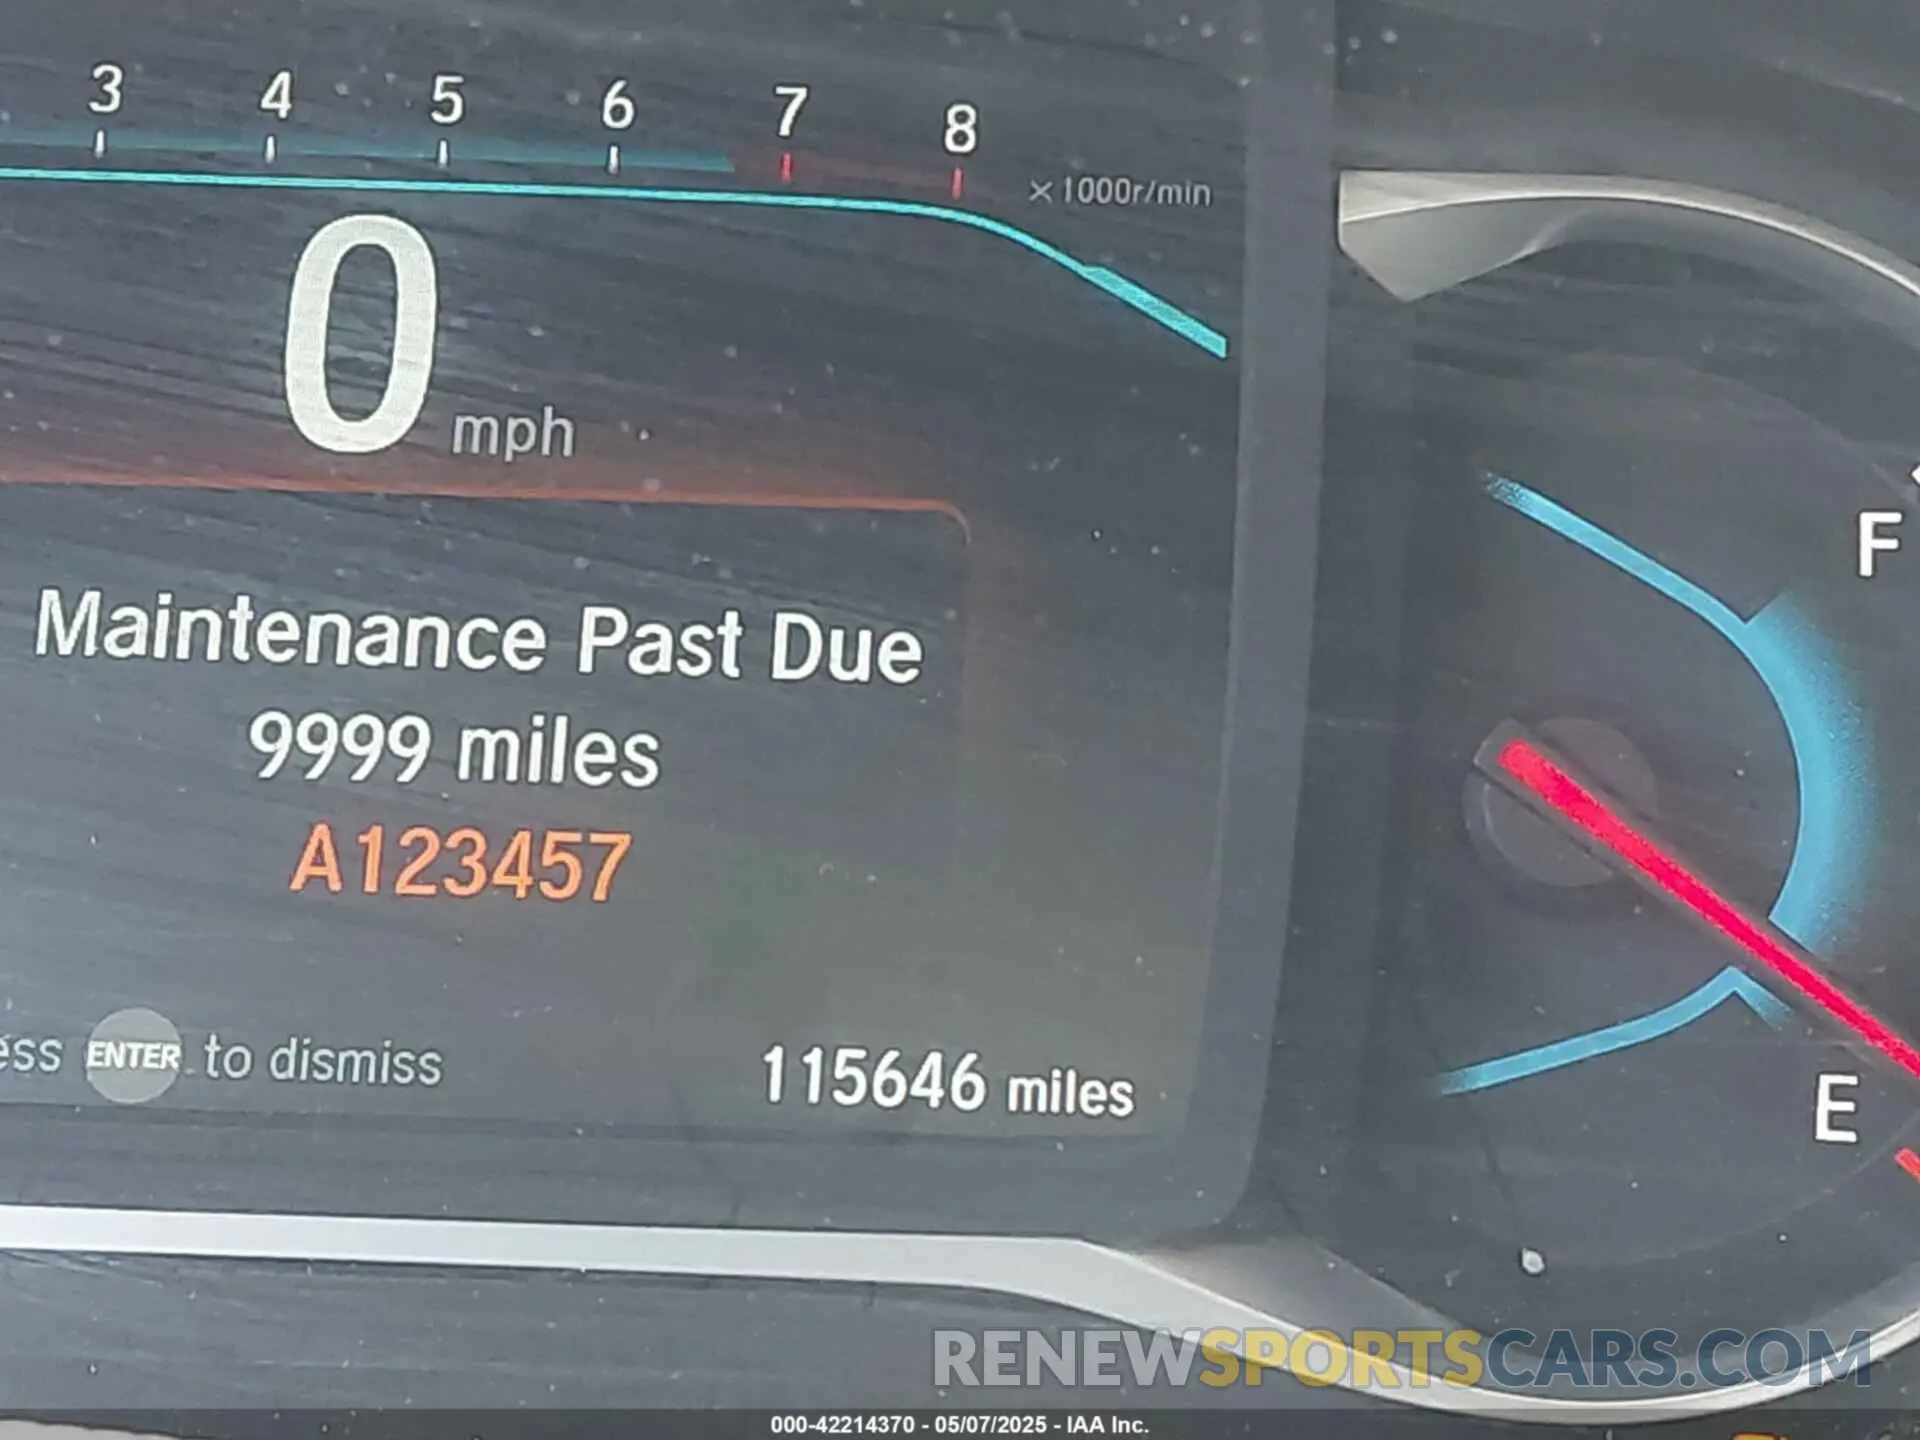 3 4 5 6 7 8
×1000r/min
0 mph
F
Maintenance Past Due
9999 miles
A123457
ENTER to dismiss
115646 miles
E
RENEWSPORTSCARS.COM
000-42214370 - 05/07/2025 - IAA Inc.